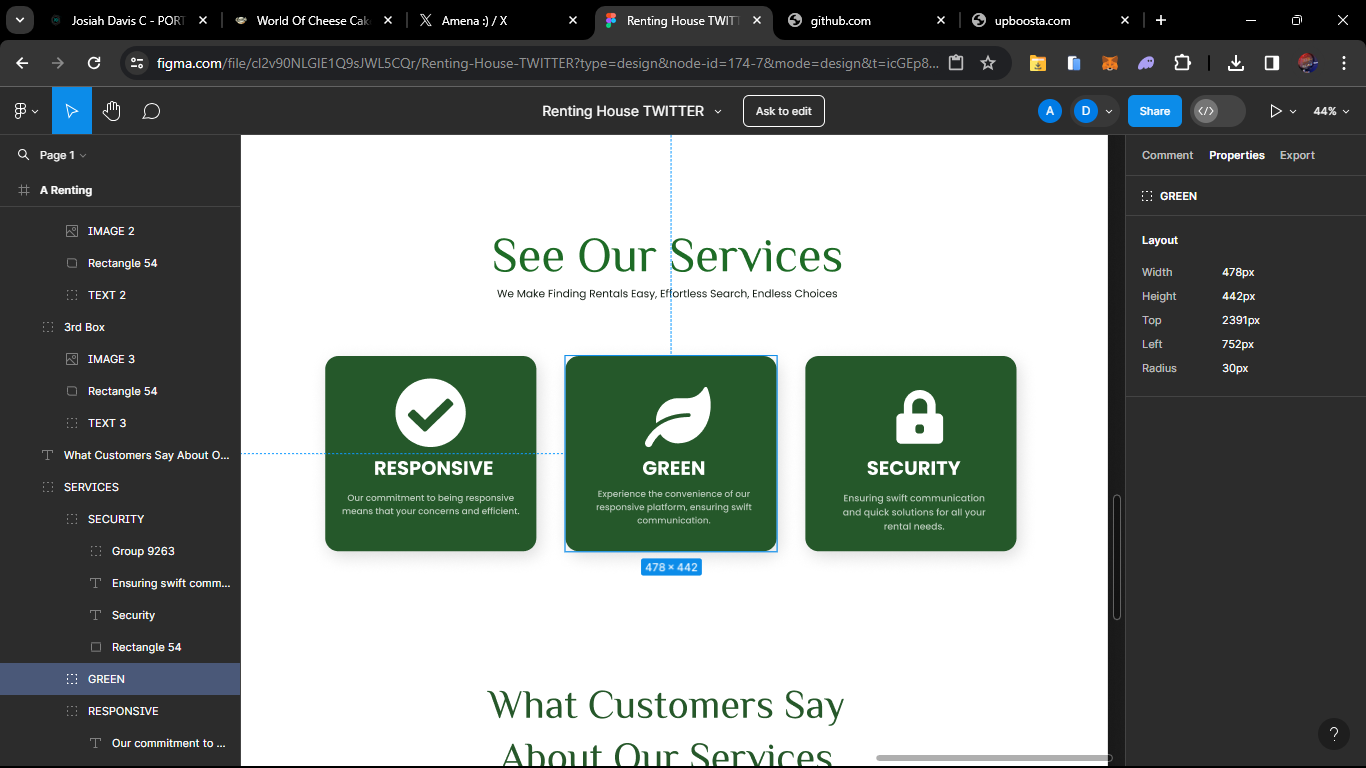 Josiah Davis C - PORT
World Of Cheese Cak
Amena :) / X
Renting House TWIT
github.com
upboosta.com
figma.com/file/cl2v90NLGlE1Q9sJWL5CQr/Renting-House-TWITTER?type=design&node-id=174-7&mode=design&t=icGEp8...
Renting House TWITTER
Ask to edit
A
D
Share
44%
Page 1
Comment
Properties
Export
A Renting
GREEN
IMAGE 2
Rectangle 54
TEXT 2
3rd Box
IMAGE 3
Rectangle 54
TEXT 3
What Customers Say About O...
SERVICES
SECURITY
Group 9263
Ensuring swift comm...
Security
Rectangle 54
GREEN
RESPONSIVE
Our commitment to ...
See Our Services
We Make Finding Rentals Easy, Effortless Search, Endless Choices
RESPONSIVE
Our commitment to being responsive
means that your concerns and efficient.
GREEN
Experience the convenience of our
responsive platform, ensuring swift
communication.
SECURITY
Ensuring swift communication
and quick solutions for all your
rental needs.
478 × 442
What Customers Say
About Our Services
Layout
Width 478px
Height 442px
Top 2391px
Left 752px
Radius 30px
?